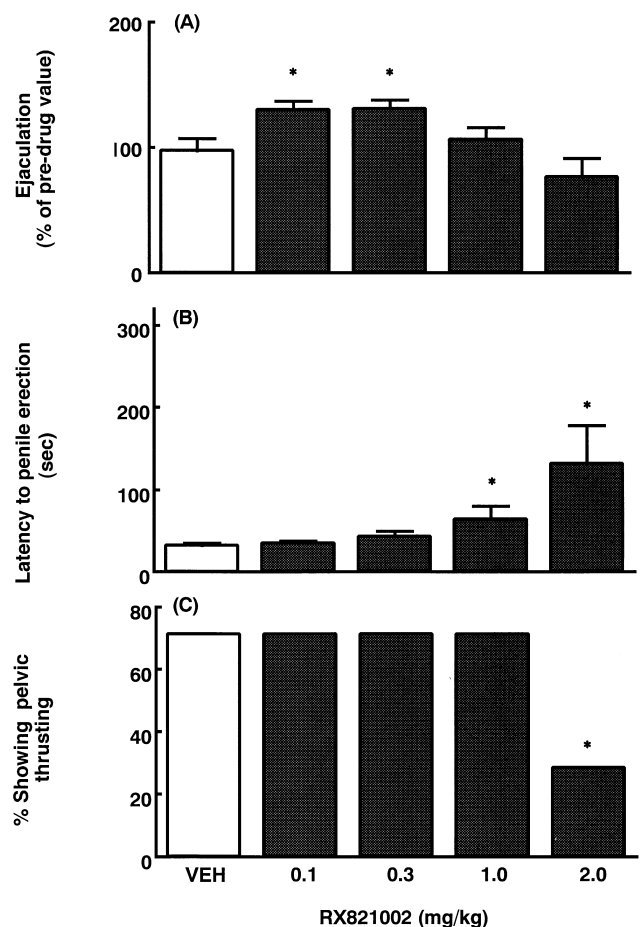 (A)
200
100
0
Ejaculation
(% of pre-drug value)
*
*
(B)
300
200
100
0
Latency to penile erection
(sec)
*
*
(C)
80
60
40
20
0
% Showing pelvic
thrusting
*
VEH 0.1 0.3 1.0 2.0
RX821002 (mg/kg)